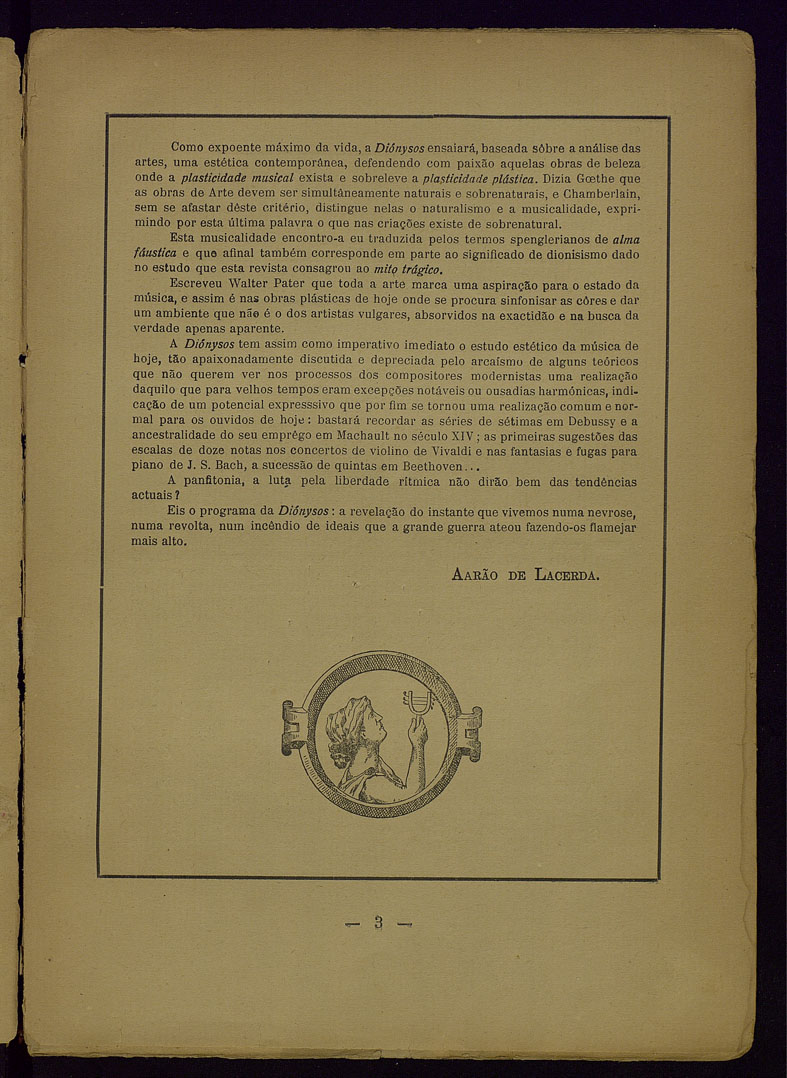 Como expoente máximo da vida, a Diónysos ensaiará, baseada sôbre a análise das
artes, uma estética contemporânea, defendendo com paixão aquelas obras de beleza
onde a plasticidade musical exista e sobreleve a plasticidade plástica. Dizia Gœthe que
as obras de Arte devem ser simultâneamente naturais e sobrenaturais, e Chamberlain,
sem se afastar dêste critério, distingue nelas o naturalismo e a musicalidade, expri-
mindo por esta última palavra o que nas criações existe de sobrenatural.
Esta musicalidade encontro-a eu traduzida pelos termos spenglerianos de alma
fáustica e que afinal também corresponde em parte ao significado de dionisismo dado
no estudo que esta revista consagrou ao mito trágico.
Escreveu Walter Pater que toda a arte marca uma aspiração para o estado da
música, e assim é nas obras plásticas de hoje onde se procura sinfonisar as côres e dar
um ambiente que não é o dos artistas vulgares, absorvidos na exactidão e na busca da
verdade apenas aparente.
A Diónysos tem assim como imperativo imediato o estudo estético da música de
hoje, tão apaixonadamente discutida e depreciada pelo arcaísmo de alguns teóricos
que não querem ver nos processos dos compositores modernistas uma realização
daquilo que para velhos tempos eram excepções notáveis ou ousadias harmónicas, indi-
cação de um potencial expresssivo que por fim se tornou uma realização comum e nor-
mal para os ouvidos de hoje: bastará recordar as séries de sétimas em Debussy e a
ancestralidade do seu emprêgo em Machault no século XIV; as primeiras sugestões das
escalas de doze notas nos concertos de violino de Vivaldi e nas fantasias e fugas para
piano de J. S. Bach, a sucessão de quintas em Beethoven...
A panfitonia, a luta pela liberdade rítmica não dirão bem das tendências
actuais?
Eis o programa da Diónysos: a revelação do instante que vivemos numa nevrose,
numa revolta, num incêndio de ideais que a grande guerra ateou fazendo-os flamejar
mais alto.
AARÃO DE LACERDA.
— 3 —